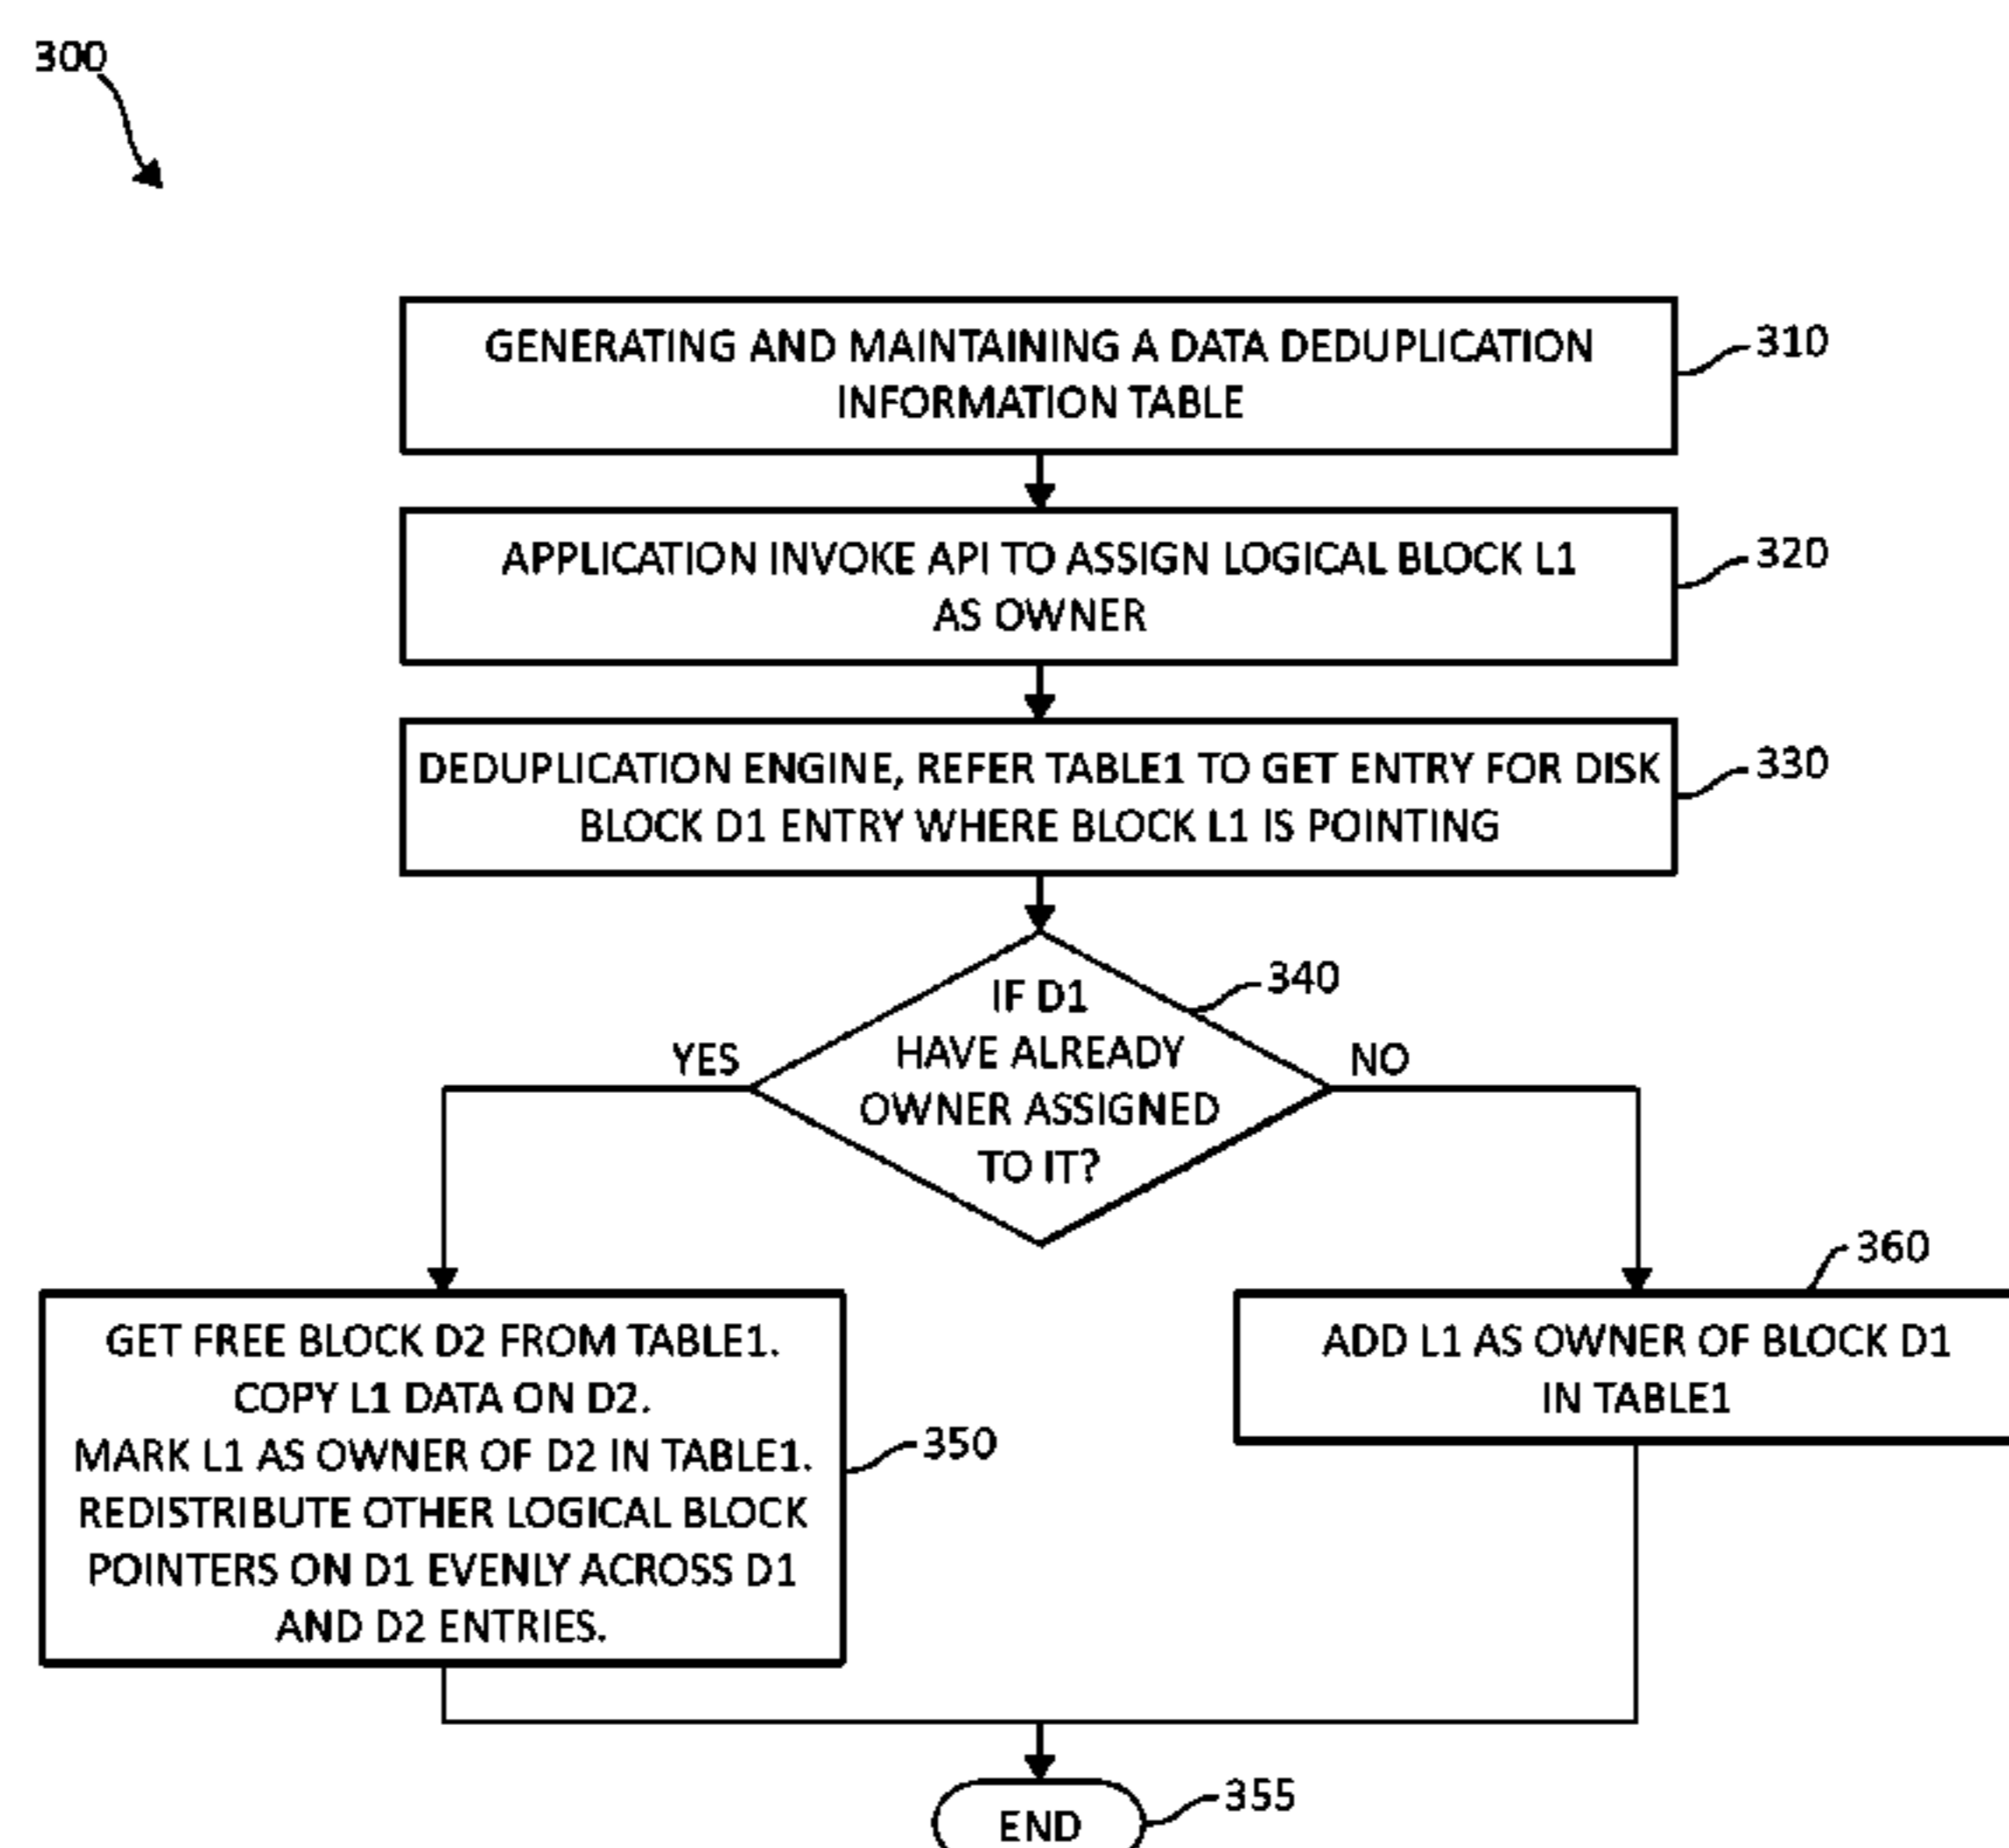 300
GENERATING AND MAINTAINING A DATA DEDUPLICATION
INFORMATION TABLE
310
APPLICATION INVOKE API TO ASSIGN LOGICAL BLOCK L1
AS OWNER
320
DEDUPLICATION ENGINE, REFER TABLE1 TO GET ENTRY FOR DISK
BLOCK D1 ENTRY WHERE BLOCK L1 IS POINTING
330
IF D1
HAVE ALREADY
OWNER ASSIGNED
TO IT?
340
YES
NO
GET FREE BLOCK D2 FROM TABLE1.
COPY L1 DATA ON D2.
MARK L1 AS OWNER OF D2 IN TABLE1.
REDISTRIBUTE OTHER LOGICAL BLOCK
POINTERS ON D1 EVENLY ACROSS D1
AND D2 ENTRIES.
350
ADD L1 AS OWNER OF BLOCK D1
IN TABLE1
360
END
355